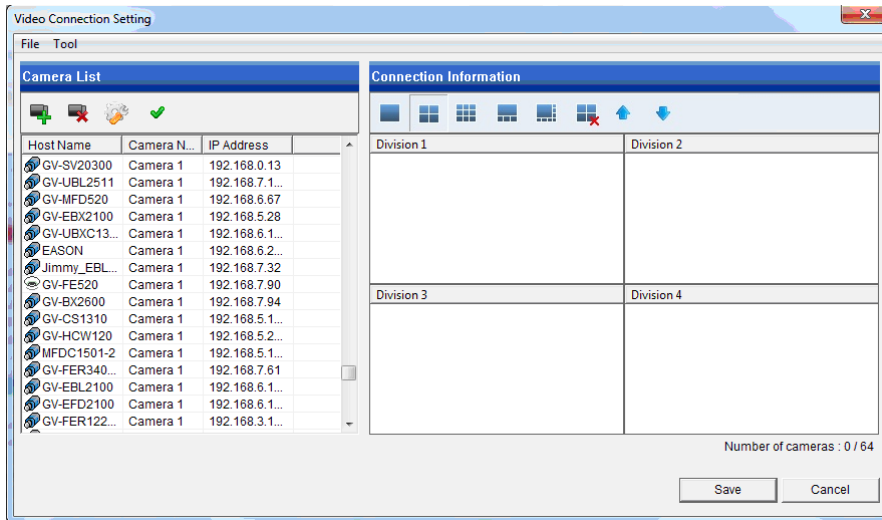 Video Connection Setting
File Tool
Camera List
Connection Information
Host Name Camera N... IP Address
GV-SV20300 Camera 1 192.168.0.13
GV-UBL2511 Camera 1 192.168.7.1...
GV-MFD520 Camera 1 192.168.6.67
GV-EBX2100 Camera 1 192.168.5.28
GV-UBXC13... Camera 1 192.168.6.1...
EASON Camera 1 192.168.6.2...
Jimmy_EBL... Camera 1 192.168.7.32
GV-FE520 Camera 1 192.168.7.90
GV-BX2600 Camera 1 192.168.7.94
GV-CS1310 Camera 1 192.168.5.1...
GV-HCW120 Camera 1 192.168.5.2...
MFDC1501-2 Camera 1 192.168.5.1...
GV-FER340... Camera 1 192.168.7.61
GV-EBL2100 Camera 1 192.168.6.1...
GV-EFD2100 Camera 1 192.168.6.1...
GV-FER122... Camera 1 192.168.3.1...
Division 1 Division 2
Division 3 Division 4
Number of cameras : 0 / 64
Save Cancel